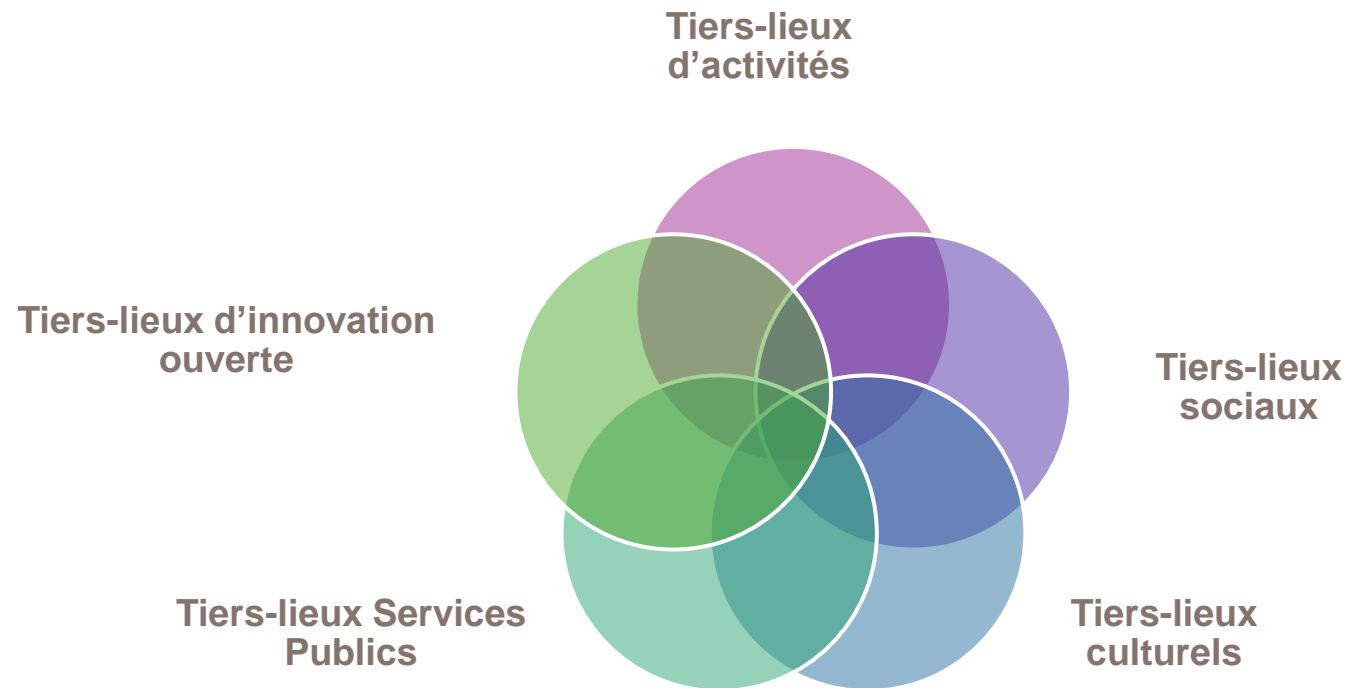 Tiers-lieux
d’activités
Tiers-lieux d’innovation
ouverte
Tiers-lieux
sociaux
Tiers-lieux Services
Publics
Tiers-lieux
culturels